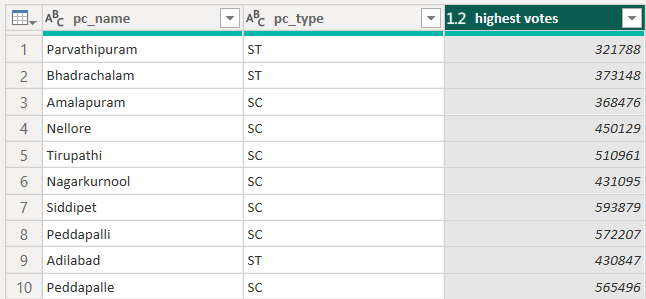 ABC pc_name ABC pc_type 1.2 highest votes
1 Parvathipuram ST 321788
2 Bhadrachalam ST 373148
3 Amalapuram SC 368476
4 Nellore SC 450129
5 Tirupathi SC 510961
6 Nagarkurnool SC 431095
7 Siddipet SC 593879
8 Peddapalli SC 572207
9 Adilabad ST 430847
10 Peddapalle SC 565496